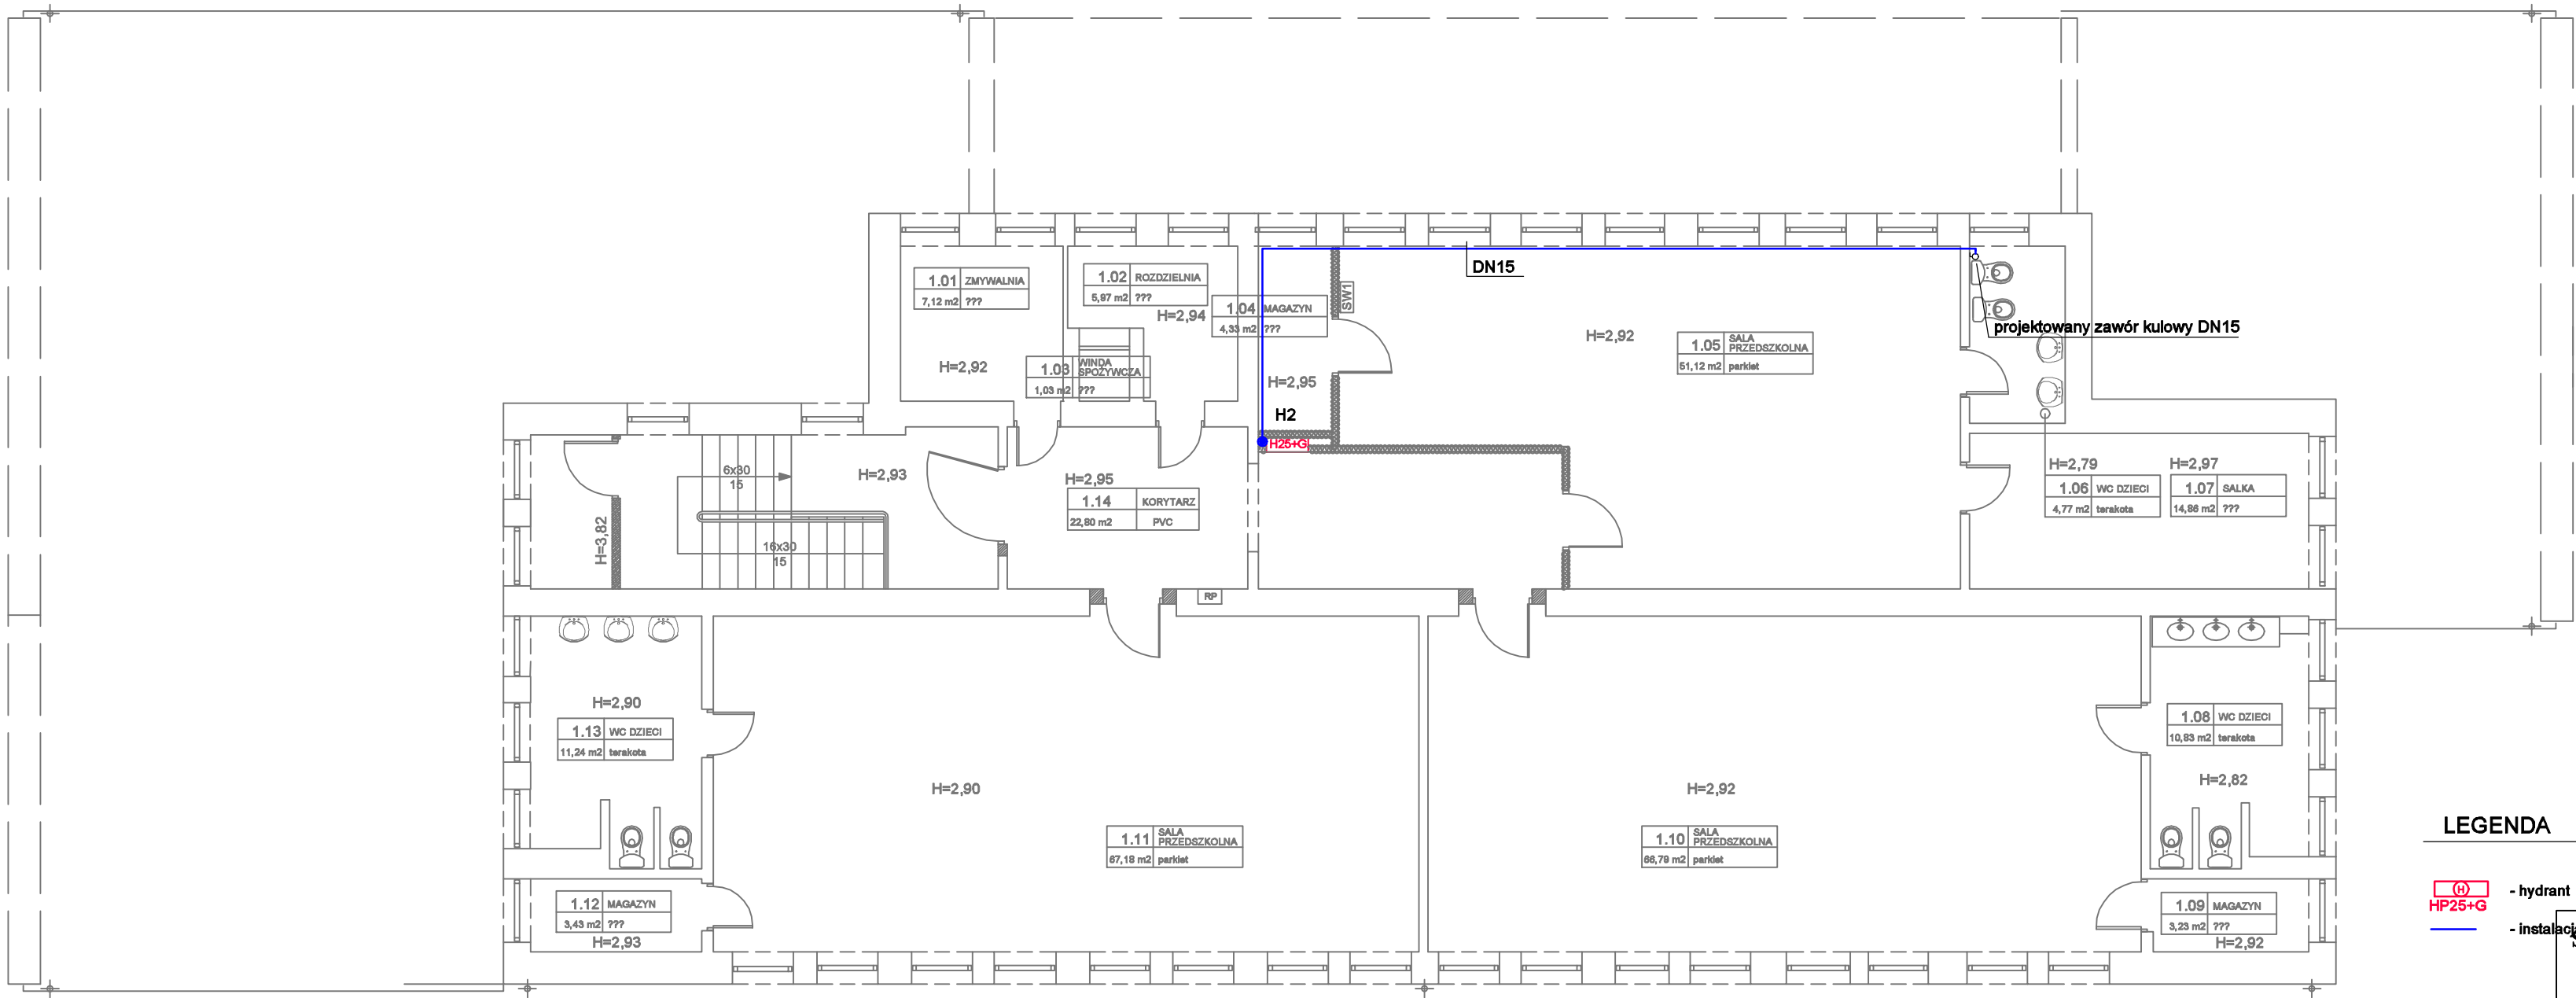 1.01 ZMYWALNIA
7,12 m2 ???
H=2,92
1.02 ROZDZIELNIA
5,97 m2 ???
H=2,94
1.03 WINDA SPOŻYWCZA
1,03 m2 ???
1.04 MAGAZYN
4,33 m2 ???
H=2,95
H2
H25+G
SW1
DN15
H=2,92
1.05 SALA PRZEDSZKOLNA
51,12 m2 parkiet
projektowany zawór kulowy DN15
H=2,79
1.06 WC DZIECI
4,77 m2 terakota
H=2,97
1.07 SALKA
14,86 m2 ???
H=3,82
6x30
15
16x30
15
H=2,93
H=2,95
1.14 KORYTARZ
22,80 m2 PVC
RP
H=2,90
1.13 WC DZIECI
11,24 m2 terakota
1.12 MAGAZYN
3,43 m2 ???
H=2,93
H=2,90
1.11 SALA PRZEDSZKOLNA
67,18 m2 parkiet
H=2,92
1.10 SALA PRZEDSZKOLNA
66,79 m2 parkiet
1.08 WC DZIECI
10,83 m2 terakota
H=2,82
1.09 MAGAZYN
3,23 m2 ???
H=2,92
LEGENDA
H
HP25+G
- hydrant
- instalacj